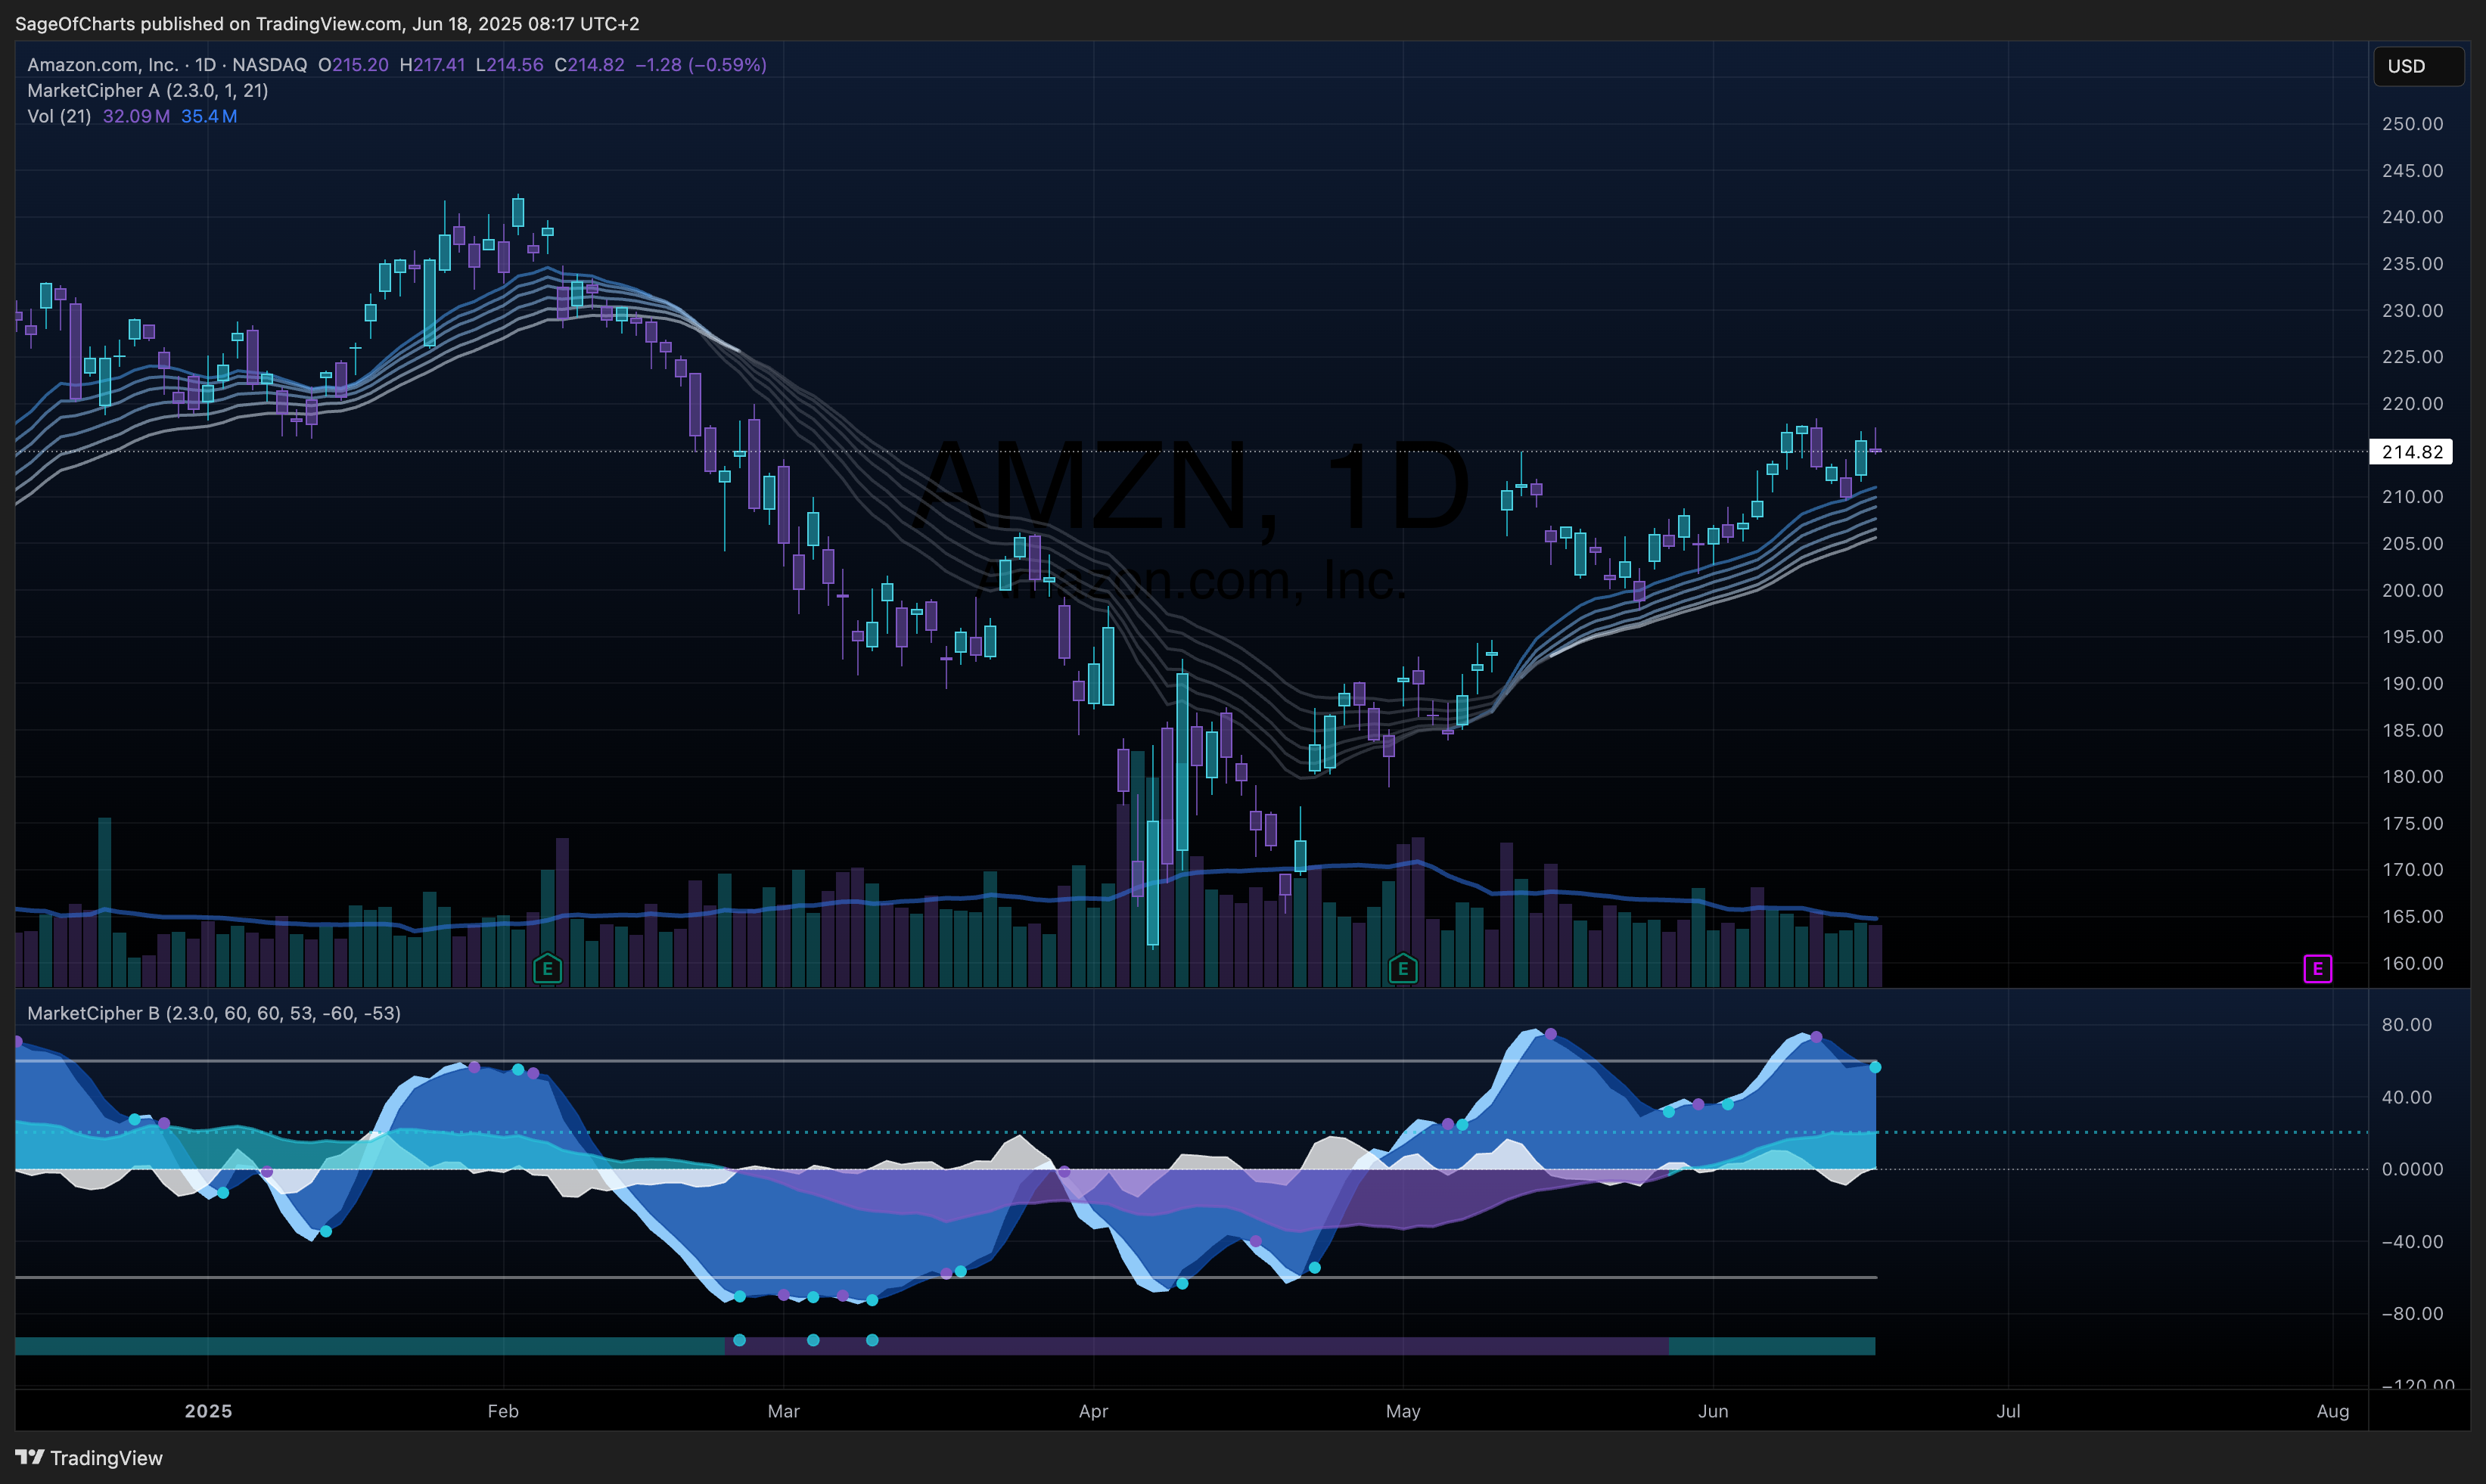 SageOfCharts published on TradingView.com, Jun 18, 2025 08:17 UTC+2
Amazon.com, Inc. · 1D · NASDAQ O215.20 H217.41 L214.56 C214.82 −1.28 (−0.59%)
MarketCipher A (2.3.0, 1, 21)
Vol (21) 32.09 M 35.4 M
USD
250.00
245.00
240.00
235.00
230.00
225.00
220.00
214.82
210.00
205.00
200.00
195.00
190.00
185.00
180.00
175.00
170.00
165.00
160.00
AMZN, 1D
Amazon.com, Inc.
E
E
E
MarketCipher B (2.3.0, 60, 60, 53, -60, -53)
80.00
40.00
0.0000
−40.00
−80.00
−120.00
2025 Feb Mar Apr May Jun Jul Aug
TradingView